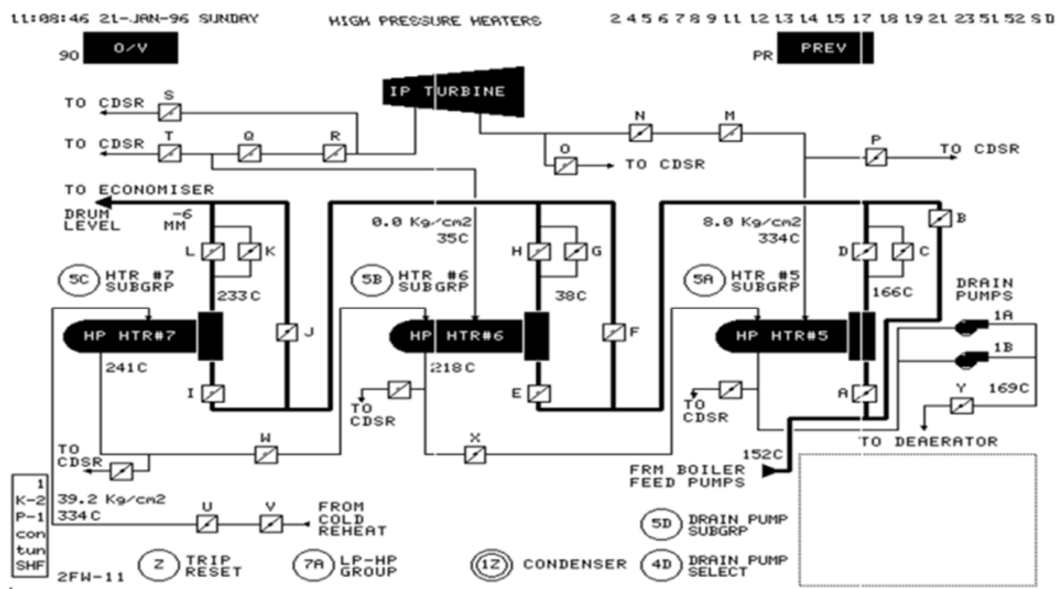 11:08:46 21-JAN-96 SUNDAY
HIGH PRESSURE HEATERS
2 4 5 6 7 8 9 11 12 13 14 15 17 18 19 21 23 51 52 S D
90
O/V
PR
PREV
IP TURBINE
TO CDSR
S
TO CDSR
T
Q
R
N
M
O
TO CDSR
P
TO CDSR
TO ECONOMISER
DRUM
LEVEL
-6
MM
0.0 Kg/cm2
35C
8.0 Kg/cm2
334C
B
L
K
H
G
D
C
5C
HTR #7
SUBGRP
233C
5B
HTR #6
SUBGRP
38C
5A
HTR #5
SUBGRP
166C
DRAIN
PUMPS
1A
1B
HP HTR#7
J
HP HTR#6
F
HP HTR#5
241C
218C
Y
169C
I
E
A
TO
CDSR
TO
CDSR
TO DEAERATOR
W
X
TO
CDSR
152C
FRM BOILER
FEED PUMPS
1
K-2
P-1
con
tun
SHF
39.2 Kg/cm2
334C
U
V
FROM
COLD
REHEAT
5D
DRAIN PUMP
SUBGRP
2FW-11
Z
TRIP
RESET
7A
LP-HP
GROUP
1Z
CONDENSER
4D
DRAIN PUMP
SELECT